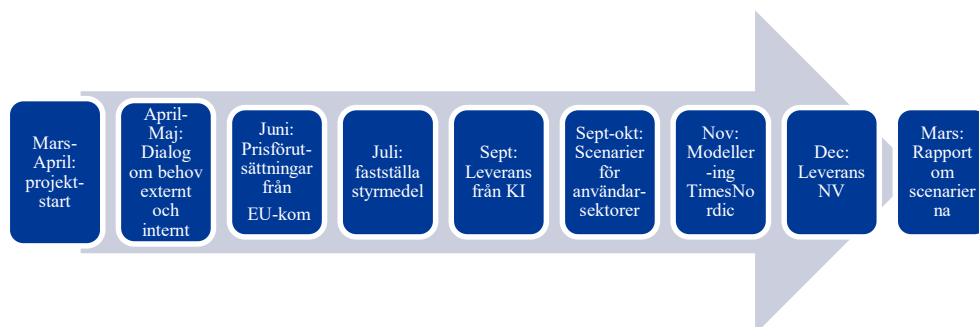 Mars-
April:
projekt-
start
April-
Maj:
Dialog
om behov
externt
och
internt
Juni:
Prisförut-
sättningar
från
EU-kom
Juli:
fastställa
styrmedel
Sept:
Leverans
från KI
Sept-okt:
Scenarier
för
användar-
sektorer
Nov:
Modeller
-ing
TimesNo
rdic
Dec:
Leverans
NV
Mars:
Rapport
om
scenarier
na